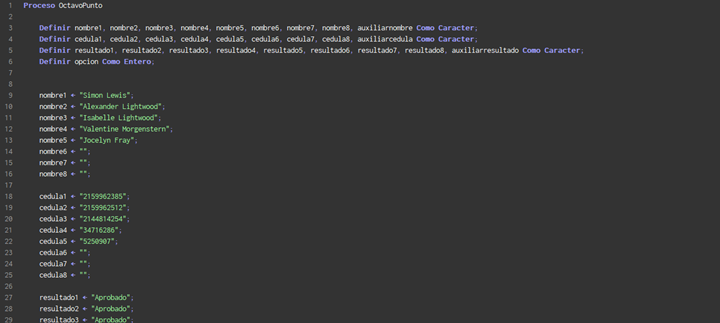 1 Proceso OctavoPunto
2
3 Definir nombre1, nombre2, nombre3, nombre4, nombre5, nombre6, nombre7, nombre8, auxiliarnombre Como Caracter;
4 Definir cedula1, cedula2, cedula3, cedula4, cedula5, cedula6, cedula7, cedula8, auxiliarcedula Como Caracter;
5 Definir resultado1, resultado2, resultado3, resultado4, resultado5, resultado6, resultado7, resultado8, auxiliarresultado Como Caracter;
6 Definir opcion Como Entero;
7
8
9 nombre1 ← "Simon Lewis";
10 nombre2 ← "Alexander Lightwood";
11 nombre3 ← "Isabelle Lightwood";
12 nombre4 ← "Valentine Morgenstern";
13 nombre5 ← "Jocelyn Fray";
14 nombre6 ← "";
15 nombre7 ← "";
16 nombre8 ← "";
17
18 cedula1 ← "2159962385";
19 cedula2 ← "2159962512";
20 cedula3 ← "2144814254";
21 cedula4 ← "34716286";
22 cedula5 ← "5250907";
23 cedula6 ← "";
24 cedula7 ← "";
25 cedula8 ← "";
26
27 resultado1 ← "Aprobado";
28 resultado2 ← "Aprobado";
29 resultado3 ← "Aprobado";